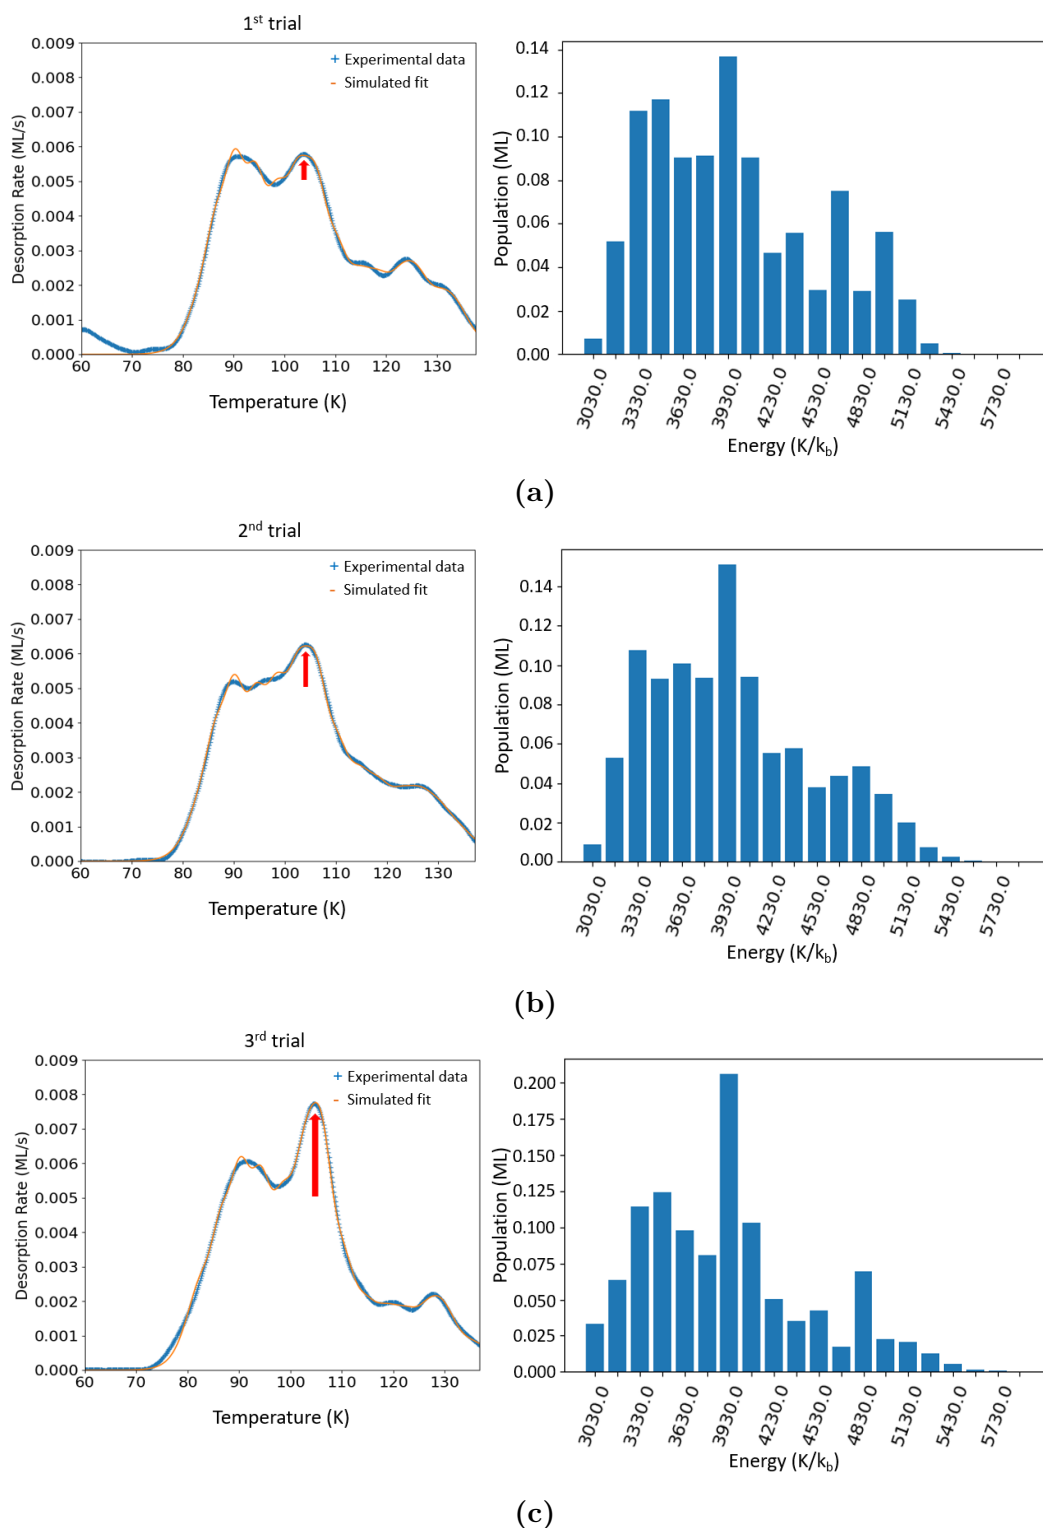 1st trial
0.009
0.008
0.007
0.006
0.005
0.004
0.003
0.002
0.001
0.000
Desorption Rate (ML/s)
+ Experimental data
– Simulated fit
60 70 80 90 100 110 120 130
Temperature (K)
0.14
0.12
0.10
0.08
0.06
0.04
0.02
0.00
Population (ML)
3030.0 3330.0 3630.0 3930.0 4230.0 4530.0 4830.0 5130.0 5430.0 5730.0
Energy (K/kb)
(a)
2nd trial
0.009
0.008
0.007
0.006
0.005
0.004
0.003
0.002
0.001
0.000
Desorption Rate (ML/s)
+ Experimental data
– Simulated fit
60 70 80 90 100 110 120 130
Temperature (K)
0.14
0.12
0.10
0.08
0.06
0.04
0.02
0.00
Population (ML)
3030.0 3330.0 3630.0 3930.0 4230.0 4530.0 4830.0 5130.0 5430.0 5730.0
Energy (K/kb)
(b)
3rd trial
0.009
0.008
0.007
0.006
0.005
0.004
0.003
0.002
0.001
0.000
Desorption Rate (ML/s)
+ Experimental data
– Simulated fit
60 70 80 90 100 110 120 130
Temperature (K)
0.200
0.175
0.150
0.125
0.100
0.075
0.050
0.025
0.000
Population (ML)
3030.0 3330.0 3630.0 3930.0 4230.0 4530.0 4830.0 5130.0 5430.0 5730.0
Energy (K/kb)
(c)